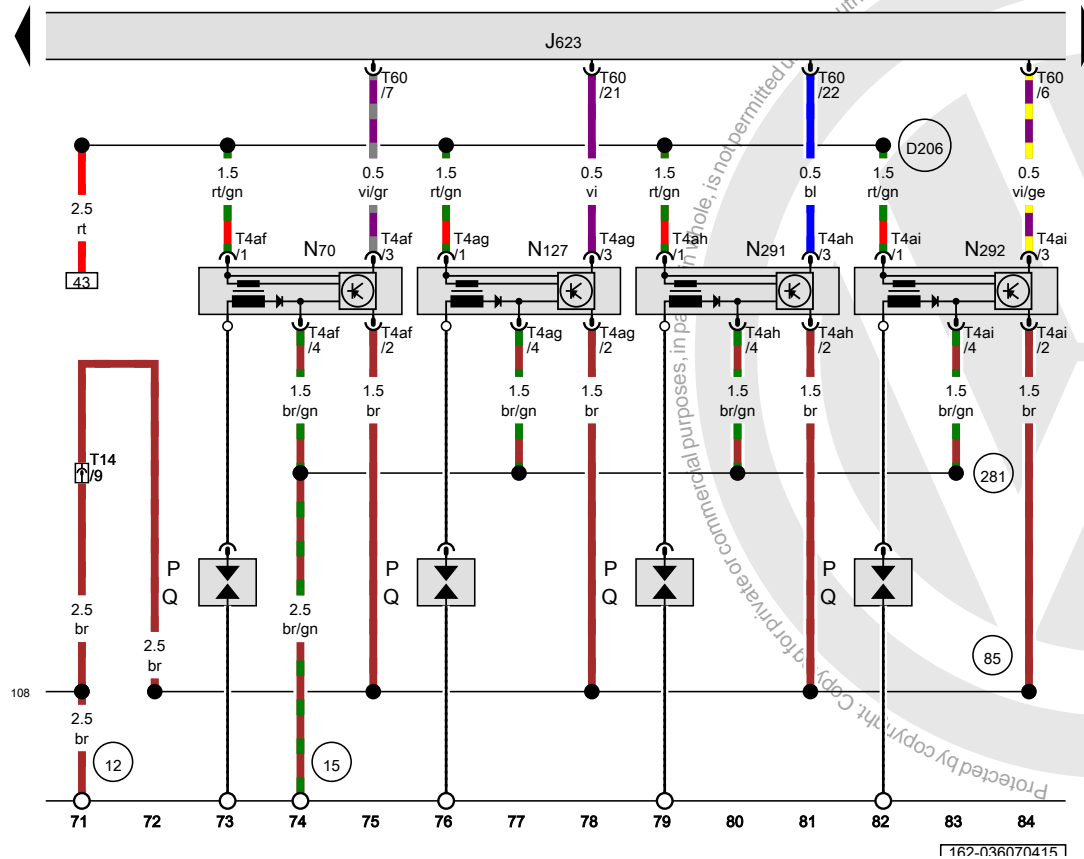 J623
T60 /7
T60 /21
T60 /22
T60 /6
D206
2.5 rt
1.5 rt/gn
0.5 vi/gr
1.5 rt/gn
0.5 vi
1.5 rt/gn
0.5 bl
1.5 rt/gn
0.5 vi/ge
43
T4af /1
N70
T4af /3
T4ag /1
N127
T4ag /3
T4ah /1
N291
T4ah /3
T4ai /1
N292
T4ai /3
T4af /4
T4af /2
T4ag /4
T4ag /2
T4ah /4
T4ah /2
T4ai /4
T4ai /2
1.5 br/gn
1.5 br
1.5 br/gn
1.5 br
1.5 br/gn
1.5 br
1.5 br/gn
1.5 br
T14 /9
281
P Q
P Q
P Q
P Q
2.5 br
2.5 br
2.5 br/gn
85
108
2.5 br
12
15
71 72 73 74 75 76 77 78 79 80 81 82 83 84
162-036070415
Protected by copyright. Copying for private or commercial purposes, in part or in whole, is not permitted